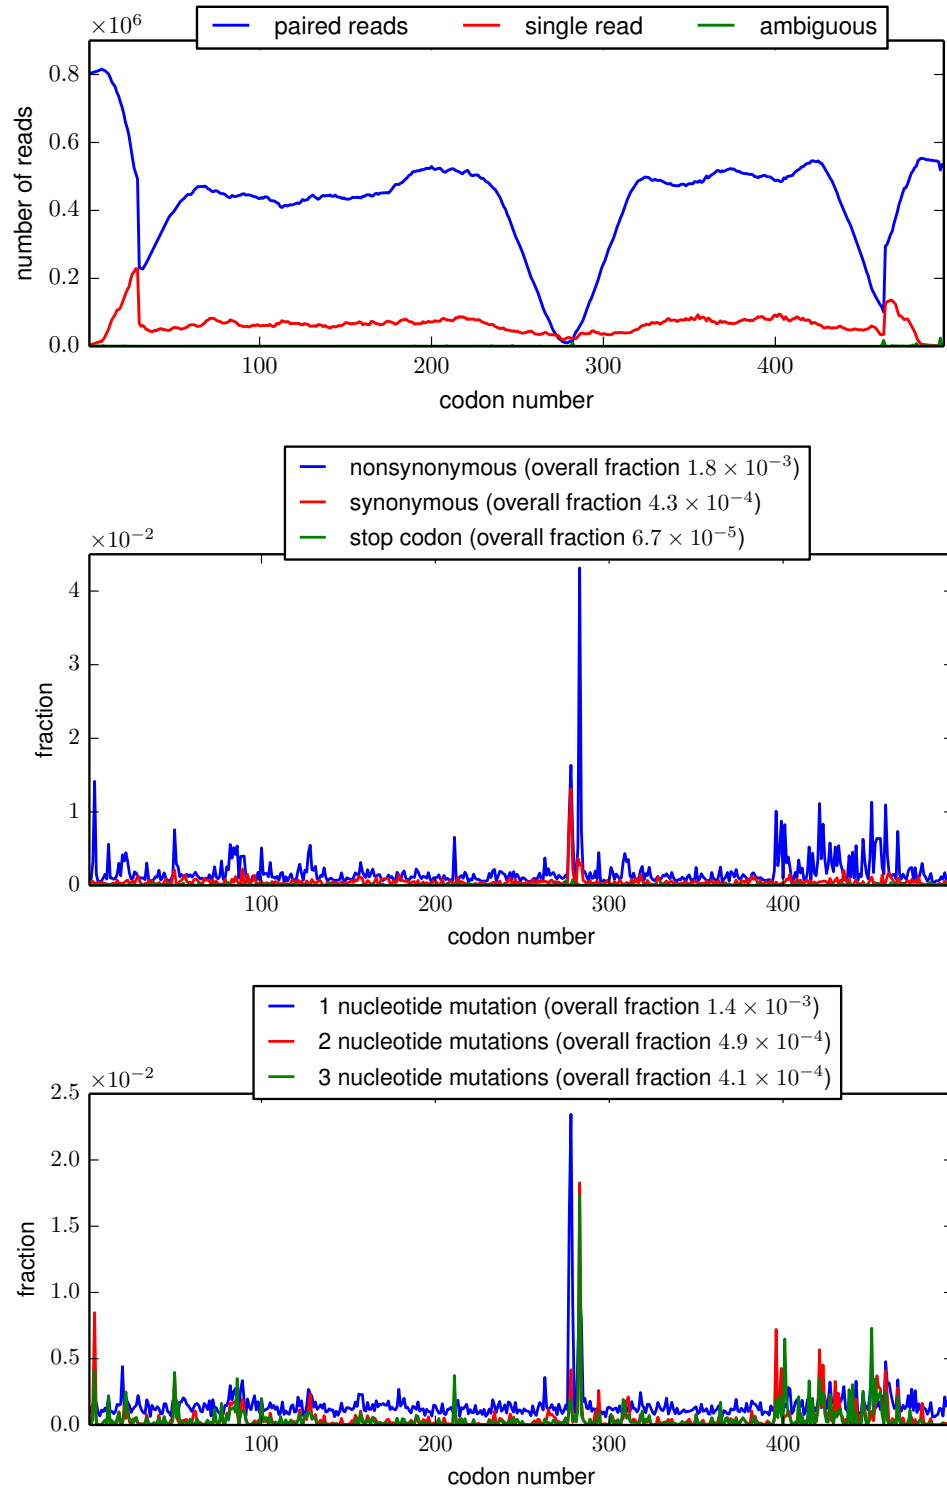 ×10⁶
paired reads single read ambiguous
0.8
0.6
0.4
0.2
0.0
number of reads
100 200 300 400
codon number
nonsynonymous (overall fraction 1.8 × 10⁻³)
synonymous (overall fraction 4.3 × 10⁻⁴)
stop codon (overall fraction 6.7 × 10⁻⁵)
×10⁻²
4
3
2
1
0
fraction
100 200 300 400
codon number
1 nucleotide mutation (overall fraction 1.4 × 10⁻³)
2 nucleotide mutations (overall fraction 4.9 × 10⁻⁴)
3 nucleotide mutations (overall fraction 4.1 × 10⁻⁴)
×10⁻²
2.5
2.0
1.5
1.0
0.5
0.0
fraction
100 200 300 400
codon number